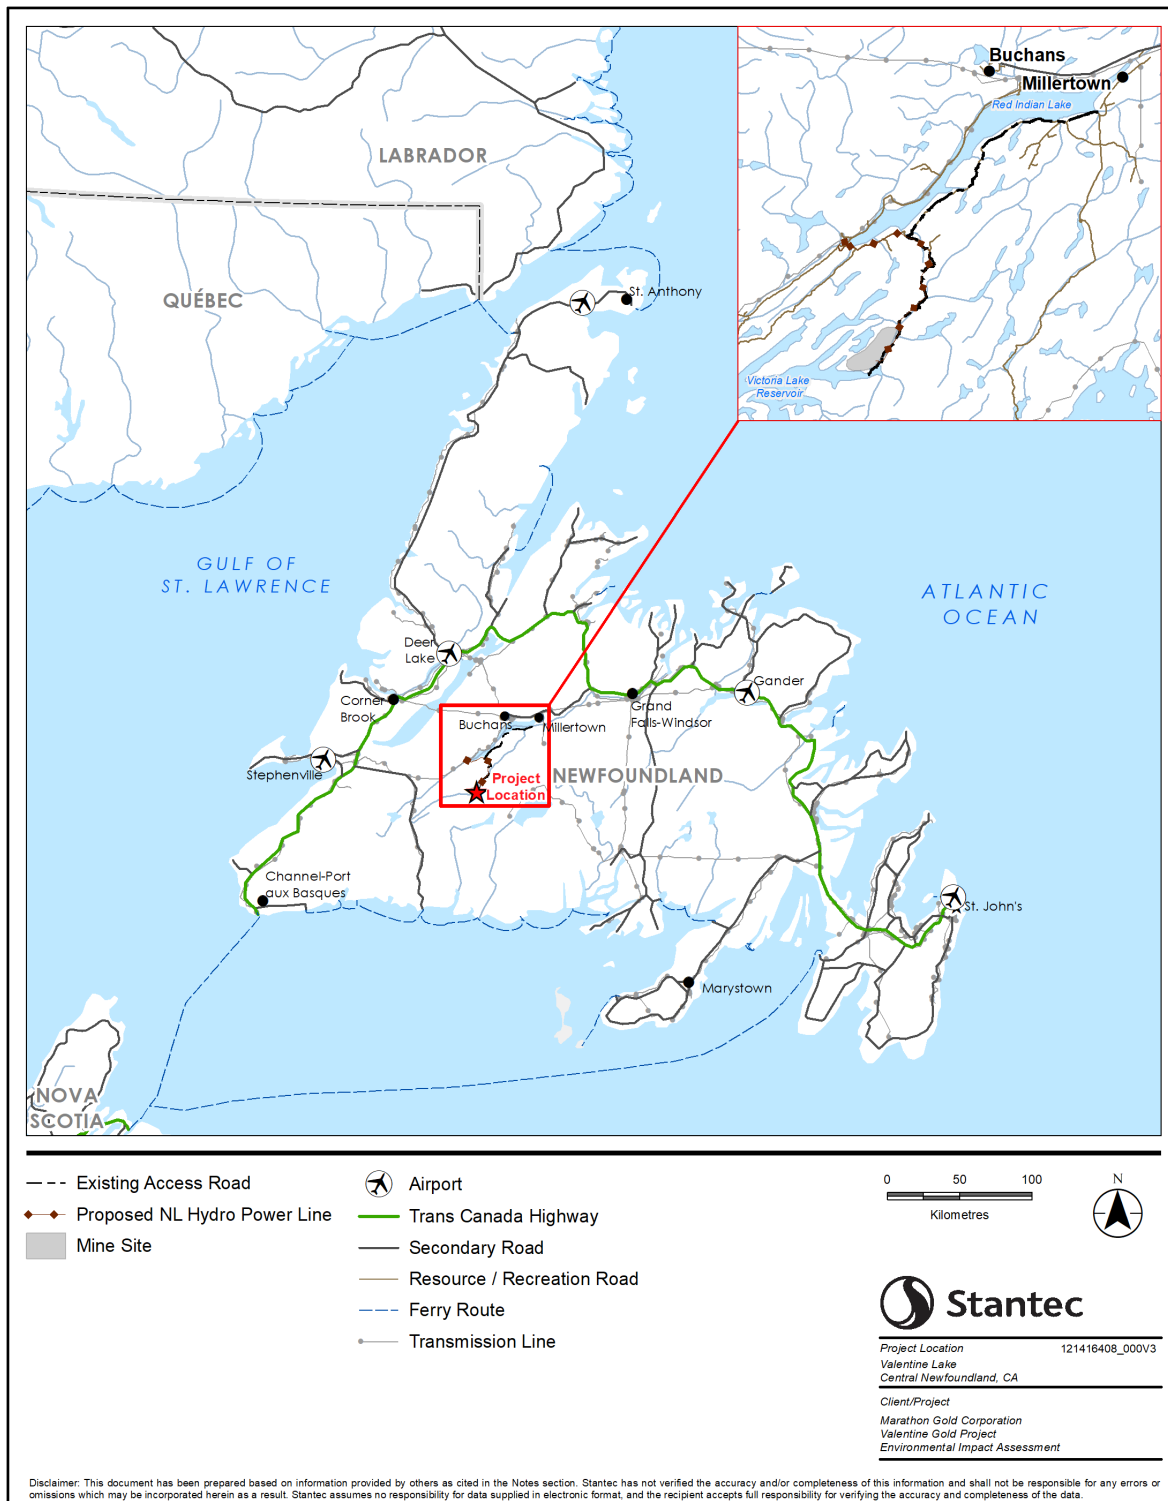 Buchans
Millertown
Red Indian Lake
Victoria Lake
Reservoir
LABRADOR
QUÉBEC
St. Anthony
GULF OF
ST. LAWRENCE
ATLANTIC
OCEAN
Deer
Lake
Corner
Brook
Gander
Grand
Falls-Windsor
Buchans
Millertown
Stephenville
NEWFOUNDLAND
Project
Location
Channel-Port
aux Basques
St. John's
Marystown
NOVA
SCOTIA
Existing Access Road
Proposed NL Hydro Power Line
Mine Site
Airport
Trans Canada Highway
Secondary Road
Resource / Recreation Road
Ferry Route
Transmission Line
0 50 100
Kilometres
N
Stantec
Project Location 121416408_000V3
Valentine Lake
Central Newfoundland, CA
Client/Project
Marathon Gold Corporation
Valentine Gold Project
Environmental Impact Assessment
Disclaimer: This document has been prepared based on information provided by others as cited in the Notes section. Stantec has not verified the accuracy and/or completeness of this information and shall not be responsible for any errors or
omissions which may be incorporated herein as a result. Stantec assumes no responsibility for data supplied in electronic format, and the recipient accepts full responsibility for verifying the accuracy and completeness of the data.